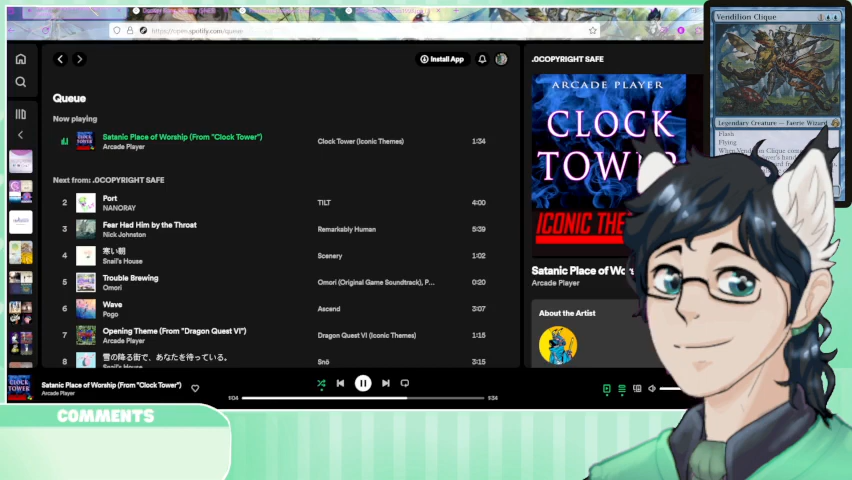 https://open.spotify.com/queue
Install App
.0COPYRIGHT SAFE
Queue
Now playing
Satanic Place of Worship (From "Clock Tower")
Arcade Player
Clock Tower (Iconic Themes)
1:34
Next from: .0COPYRIGHT SAFE
2
Port
NANORAY
TILT
4:00
3
Fear Had Him by the Throat
Nick Johnston
Remarkably Human
5:39
4
寒い朝
Snail's House
Scenery
1:02
5
Trouble Brewing
Omori
Omori (Original Game Soundtrack), P...
0:20
6
Wave
Pogo
Ascend
3:07
7
Opening Theme (From "Dragon Quest VI")
Arcade Player
Dragon Quest VI (Iconic Themes)
1:15
8
雪の降る街で、あなたを待っている。
Snail's House
Snö
3:15
ARCADE PLAYER
CLOCK
TOWER
ICONIC THE
Satanic Place of Wors
Arcade Player
About the Artist
Vendilion Clique
Legendary Creature — Faerie Wizard
Flash
Flying
When Vendilion Clique
Satanic Place of Worship (From "Clock Tower")
Arcade Player
1:04
1:34
COMMENTS